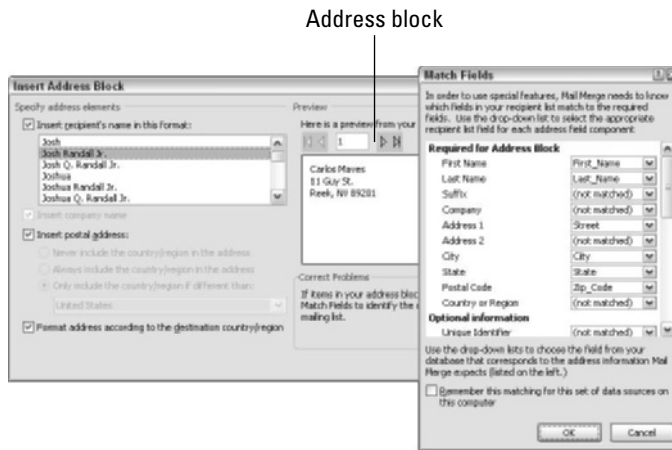 Address block
Insert Address Block
Specify address elements
Insert recipient's name in this format:
Josh
Josh Randall Jr.
Josh Q. Randall Jr.
Joshua
Joshua Randall Jr.
Joshua Q. Randall Jr.
Insert company name
Insert postal address:
Never include the country/region in the address
Always include the country/region in the address
Only include the country/region if different than:
United States
Format address according to the destination country/region
Preview
Here is a preview from your
1
Carlos Maves
11 Guy St.
Reek, NV 89201
Correct Problems
If items in your address bloc
Match Fields to identify the
mailing list.
Match Fields
In order to use special features, Mail Merge needs to know
which fields in your recipient list match to the required
fields. Use the drop-down list to select the appropriate
recipient list field for each address field component
Required for Address Block
First Name First_Name
Last Name Last_Name
Suffix (not matched)
Company (not matched)
Address 1 Street
Address 2 (not matched)
City City
State State
Postal Code Zip_Code
Country or Region (not matched)
Optional information
Unique Identifier (not matched)
Use the drop-down lists to choose the field from your
database that corresponds to the address information Mail
Merge expects (listed on the left.)
Remember this matching for this set of data sources on
this computer
OK Cancel